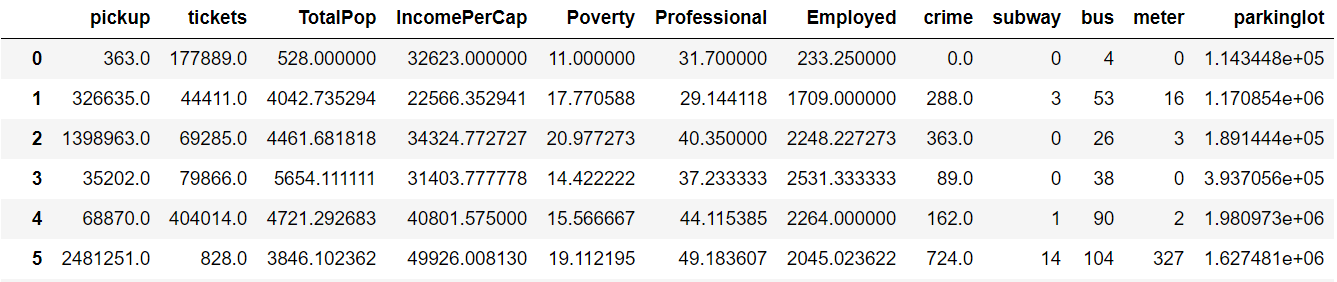 pickup tickets TotalPop IncomePerCap Poverty Professional Employed crime subway bus meter parkinglot
0 363.0 177889.0 528.000000 32623.000000 11.000000 31.700000 233.250000 0.0 0 4 0 1.143448e+05
1 326635.0 44411.0 4042.735294 22566.352941 17.770588 29.144118 1709.000000 288.0 3 53 16 1.170854e+06
2 1398963.0 69285.0 4461.681818 34324.772727 20.977273 40.350000 2248.227273 363.0 0 26 3 1.891444e+05
3 35202.0 79866.0 5654.111111 31403.777778 14.422222 37.233333 2531.333333 89.0 0 38 0 3.937056e+05
4 68870.0 404014.0 4721.292683 40801.575000 15.566667 44.115385 2264.000000 162.0 1 90 2 1.980973e+06
5 2481251.0 828.0 3846.102362 49926.008130 19.112195 49.183607 2045.023622 724.0 14 104 327 1.627481e+06